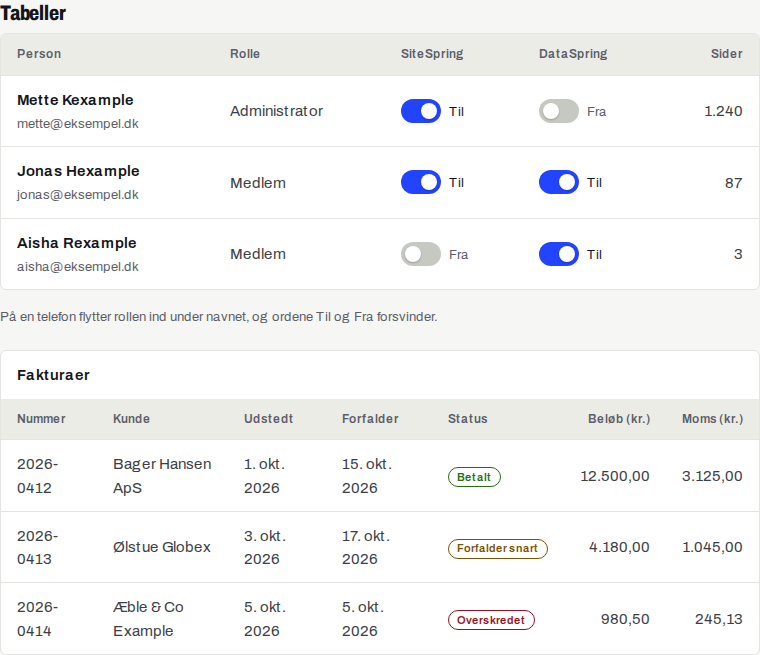 Tabeller
Person Rolle SiteSpring DataSpring Sider
Mette Kexample
mette@eksempel.dk
Administrator Til Fra 1.240
Jonas Hexample
jonas@eksempel.dk
Medlem Til Til 87
Aisha Rexample
aisha@eksempel.dk
Medlem Fra Til 3
På en telefon flytter rollen ind under navnet, og ordene Til og Fra forsvinder.
Fakturaer
Nummer Kunde Udstedt Forfalder Status Beløb (kr.) Moms (kr.)
2026-0412 Bager Hansen ApS 1. okt. 2026 15. okt. 2026 Betalt 12.500,00 3.125,00
2026-0413 Ølstue Globex 3. okt. 2026 17. okt. 2026 Forfalder snart 4.180,00 1.045,00
2026-0414 Æble & Co Example 5. okt. 2026 5. okt. 2026 Overskredet 980,50 245,13